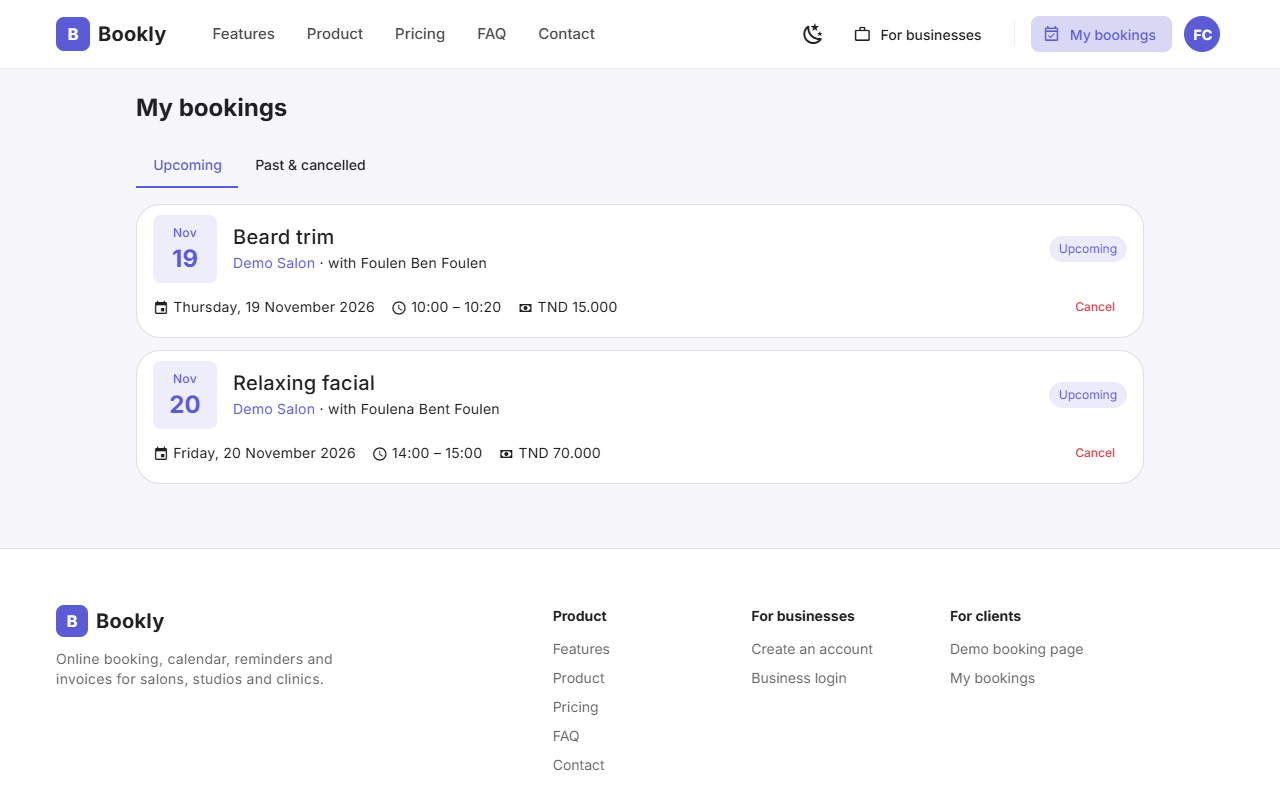 B Bookly Features Product Pricing FAQ Contact For businesses My bookings FC
My bookings
Upcoming Past & cancelled
Nov
19
Beard trim
Demo Salon · with Foulen Ben Foulen
Upcoming
Thursday, 19 November 2026 10:00 – 10:20 TND 15.000 Cancel
Nov
20
Relaxing facial
Demo Salon · with Foulena Bent Foulen
Upcoming
Friday, 20 November 2026 14:00 – 15:00 TND 70.000 Cancel
B Bookly
Online booking, calendar, reminders and
invoices for salons, studios and clinics.
Product
Features
Product
Pricing
FAQ
Contact
For businesses
Create an account
Business login
For clients
Demo booking page
My bookings